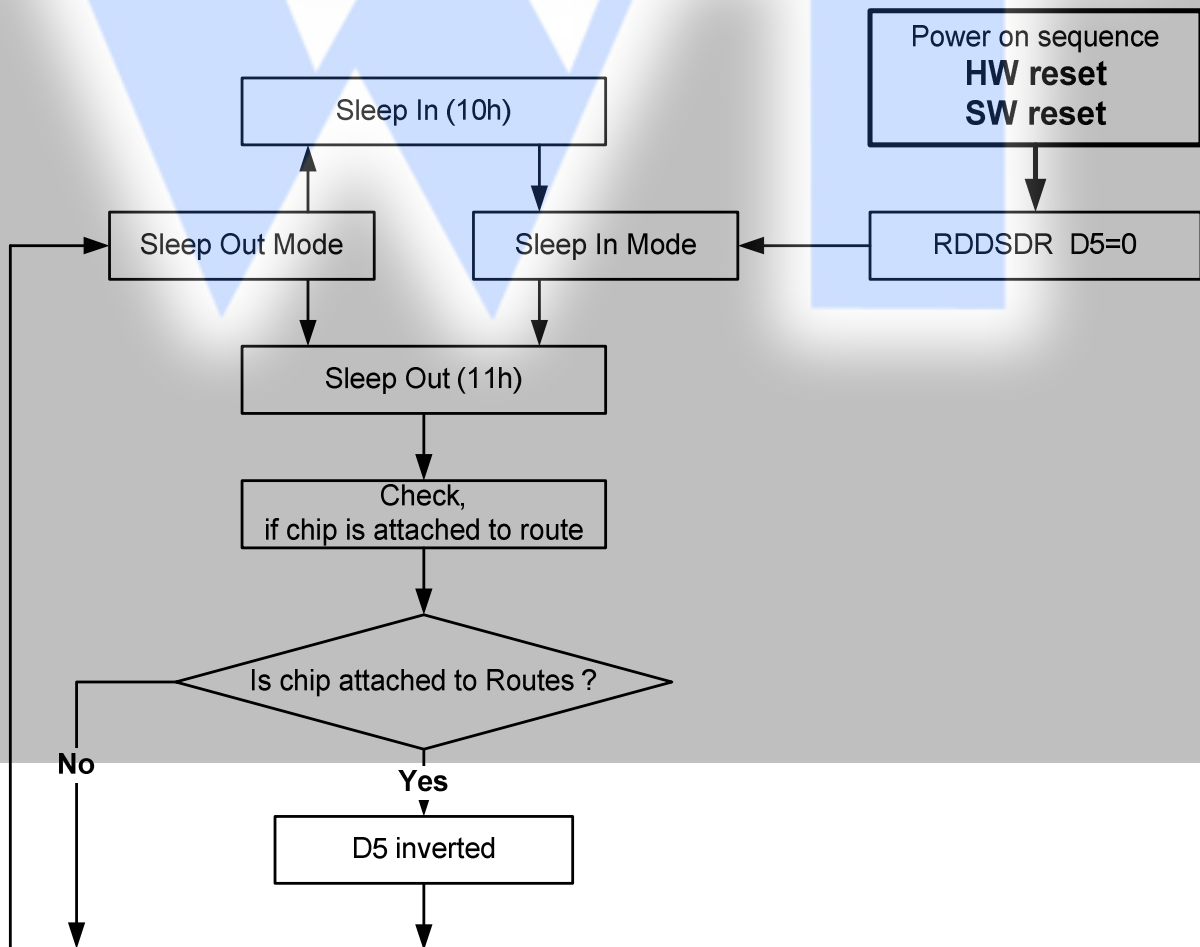 Power on sequence
HW reset
SW reset
Sleep In (10h)
Sleep Out Mode
Sleep In Mode
RDDSDR D5=0
Sleep Out (11h)
Check,
if chip is attached to route
Is chip attached to Routes ?
No
Yes
D5 inverted